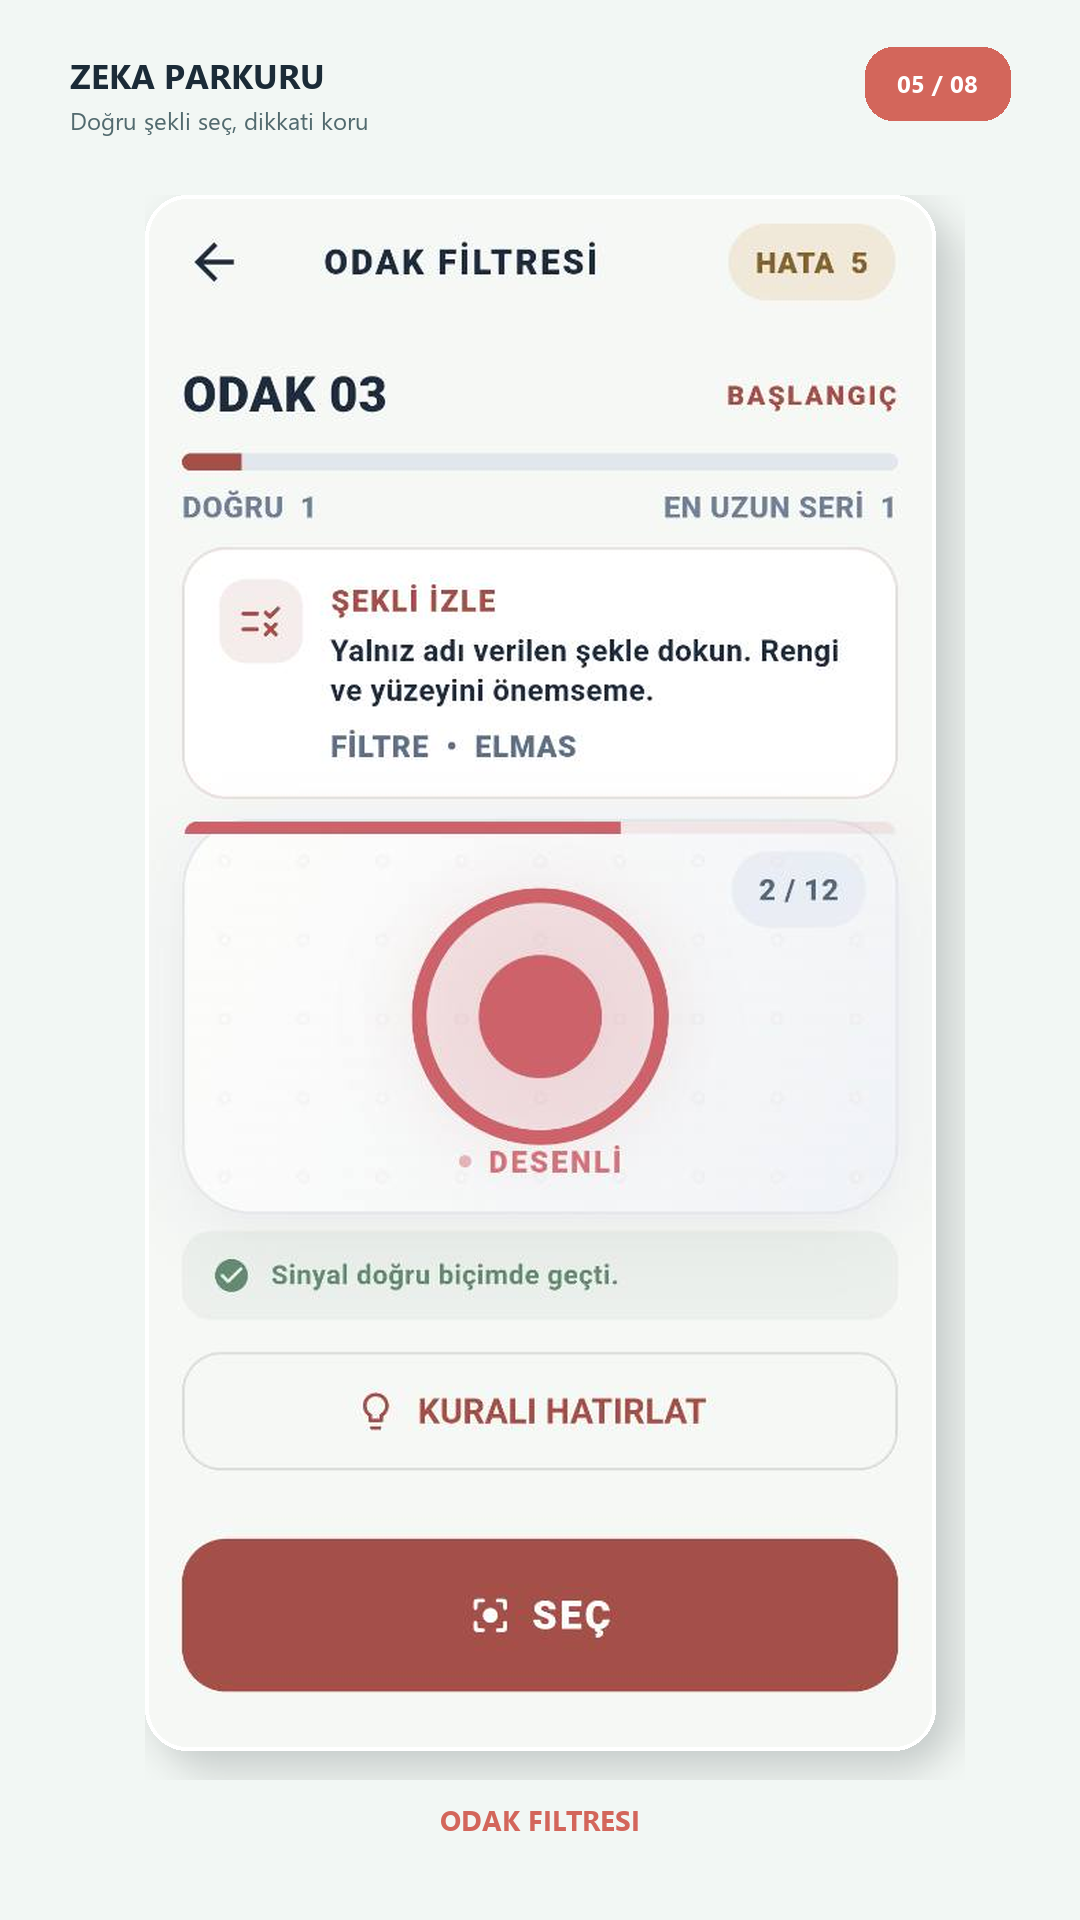 ZEKA PARKURU
05 / 08
Doğru şekli seç, dikkati koru
ODAK FİLTRESİ
HATA 5
ODAK 03
BAŞLANGIÇ
DOĞRU 1
EN UZUN SERİ 1
ŞEKLİ İZLE
Yalnız adı verilen şekle dokun. Rengi
ve yüzeyini önemseme.
FİLTRE • ELMAS
2 / 12
DESENLİ
Sinyal doğru biçimde geçti.
KURALI HATIRLAT
SEÇ
ODAK FILTRESI